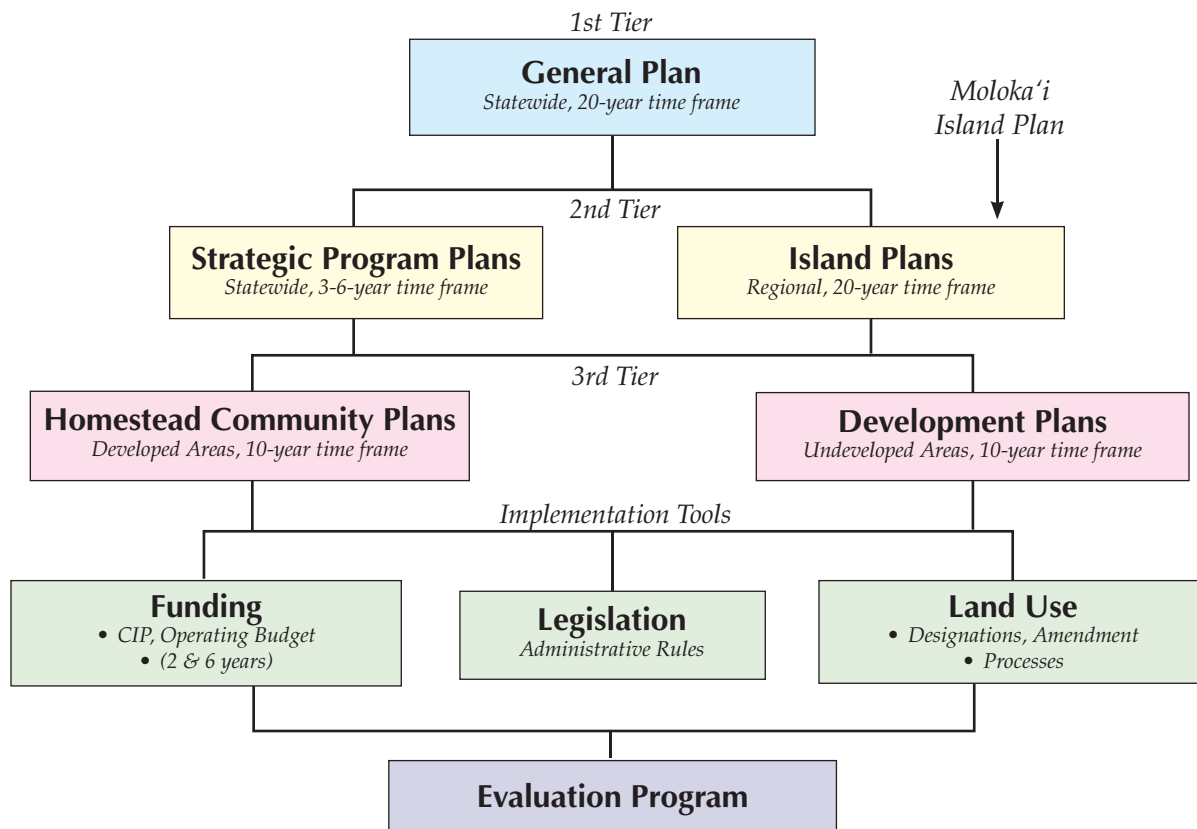 1st Tier
General Plan
Statewide, 20-year time frame
Moloka‘i
Island Plan
2nd Tier
Strategic Program Plans
Statewide, 3-6-year time frame
Island Plans
Regional, 20-year time frame
3rd Tier
Homestead Community Plans
Developed Areas, 10-year time frame
Development Plans
Undeveloped Areas, 10-year time frame
Implementation Tools
Funding
• CIP, Operating Budget
• (2 & 6 years)
Legislation
Administrative Rules
Land Use
• Designations, Amendment
• Processes
Evaluation Program